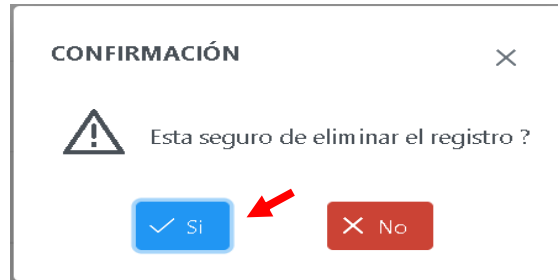 CONFIRMACIÓN
Esta seguro de eliminar el registro ?
Si
No